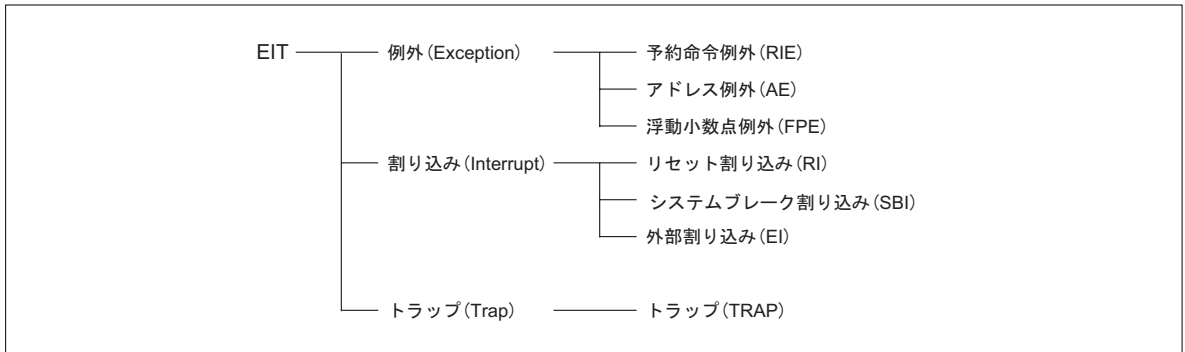 EIT 例外(Exception) 予約命令例外(RIE)
アドレス例外(AE)
浮動小数点例外(FPE)
割り込み(Interrupt) リセット割り込み(RI)
システムブレーク割り込み(SBI)
外部割り込み(EI)
トラップ(Trap) トラップ(TRAP)